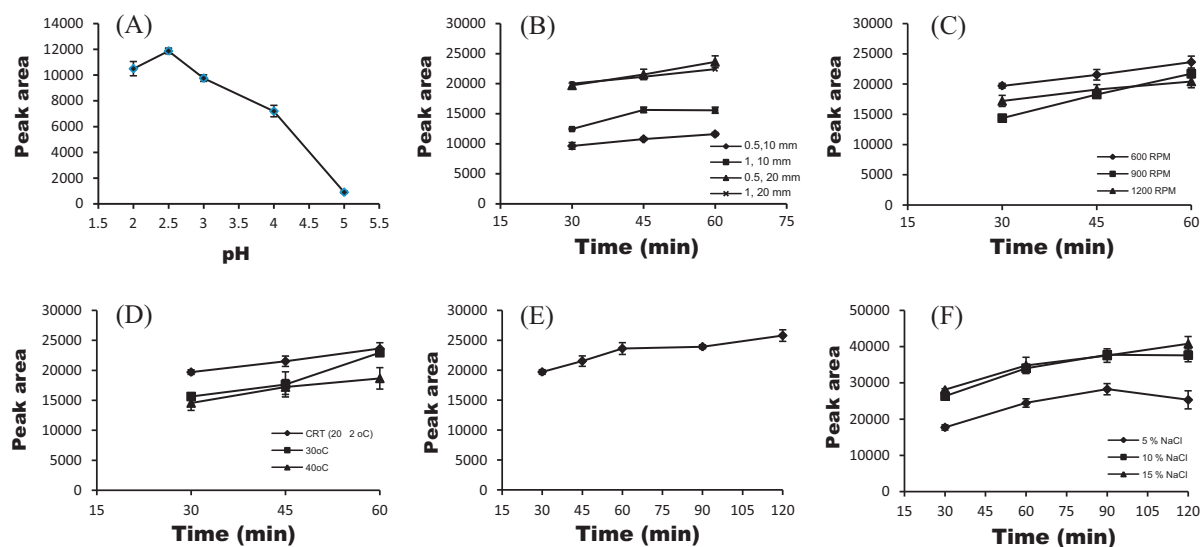 (A)
Peak area
14000
12000
10000
8000
6000
4000
2000
0
1.5 2 2.5 3 3.5 4 4.5 5 5.5
pH
(B)
Peak area
30000
25000
20000
15000
10000
5000
0
0.5,10 mm
1, 10 mm
0.5, 20 mm
1, 20 mm
15 30 45 60 75
Time (min)
(C)
Peak area
30000
25000
20000
15000
10000
5000
0
600 RPM
900 RPM
1200 RPM
15 30 45 60
Time (min)
(D)
Peak area
30000
25000
20000
15000
10000
5000
0
CRT (20 2 oC)
30oC
40oC
15 30 45 60
Time (min)
(E)
Peak area
30000
25000
20000
15000
10000
5000
0
15 30 45 60 75 90 105 120
Time (min)
(F)
Peak area
50000
40000
30000
20000
10000
0
5 % NaCl
10 % NaCl
15 % NaCl
15 30 45 60 75 90 105 120
Time (min)